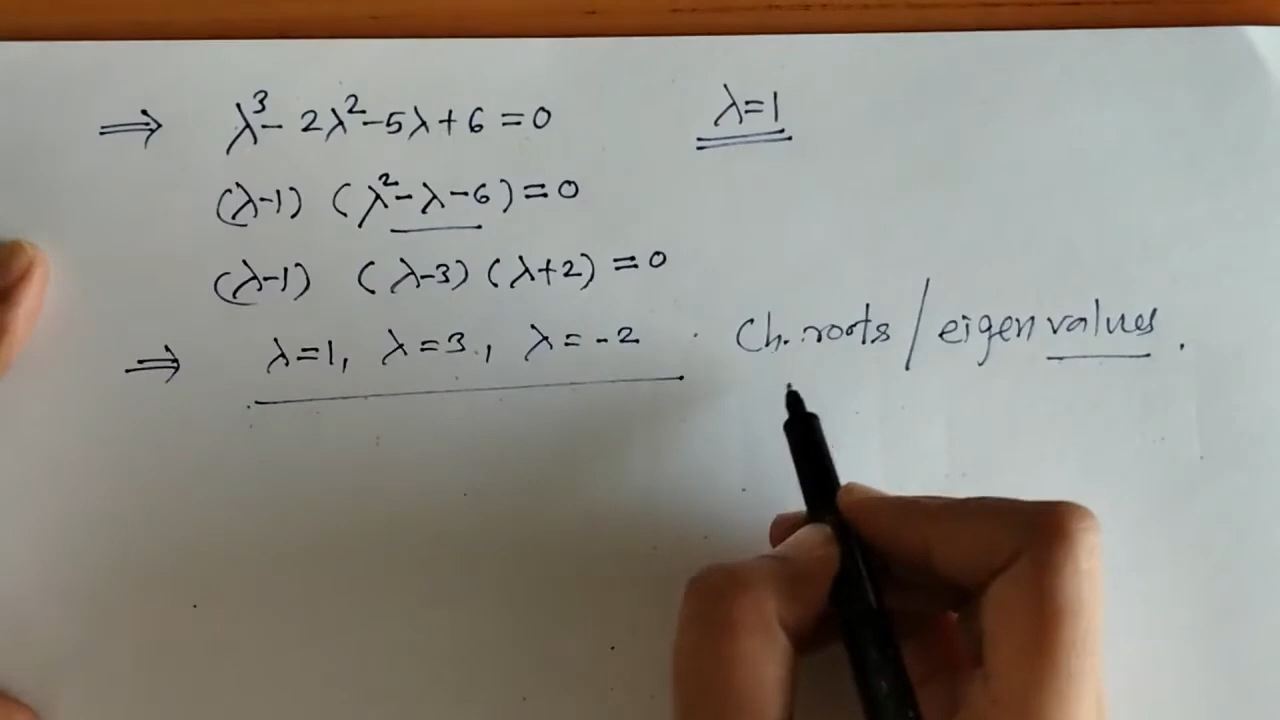 ⇒ λ³ - 2λ² - 5λ + 6 = 0 λ=1
(λ-1) (λ² - λ - 6) = 0
(λ-1) (λ-3) (λ+2) = 0
⇒ λ=1, λ=3, λ=-2 . Ch. roots / eigen values .